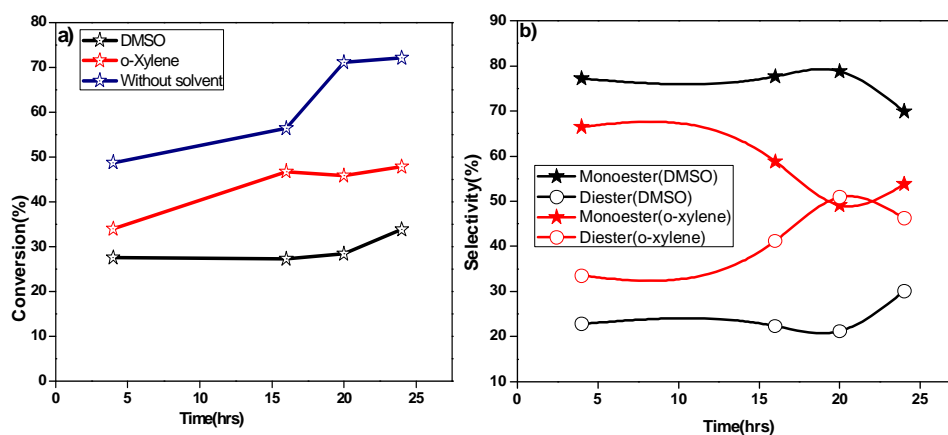 a)
DMSO
o-Xylene
Without solvent
80
70
60
50
40
30
20
10
0
Conversion(%)
0 5 10 15 20 25
Time(hrs)
b)
Monoester(DMSO)
Diester(DMSO)
Monoester(o-xylene)
Diester(o-xylene)
90
80
70
60
50
40
30
20
10
Selectivity(%)
0 5 10 15 20 25
Time(hrs)